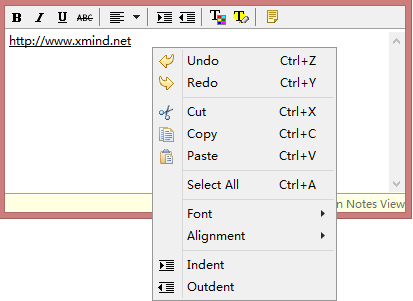 B I U ABC
http://www.xmind.net
Undo Ctrl+Z
Redo Ctrl+Y
Cut Ctrl+X
Copy Ctrl+C
Paste Ctrl+V
Select All Ctrl+A
Font
n Notes View
Alignment
Indent
Outdent